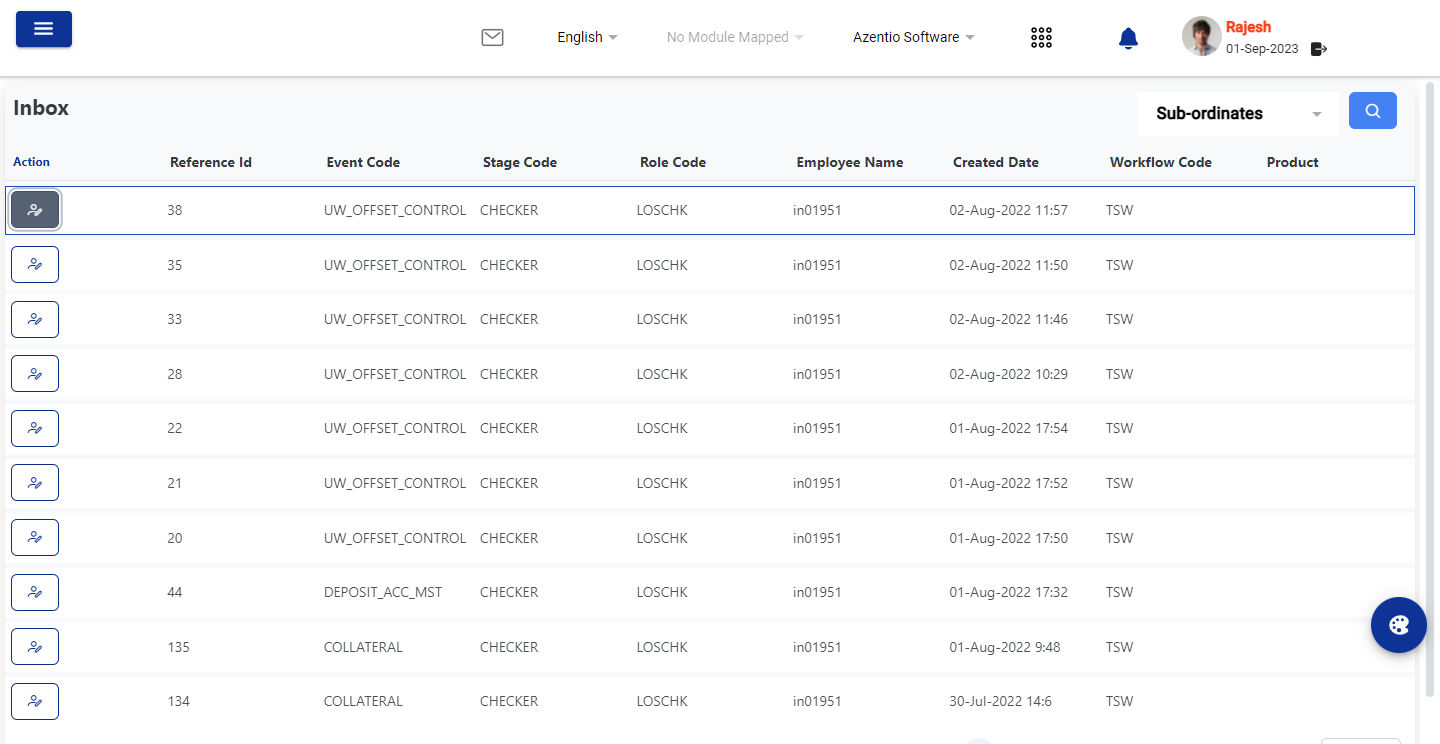 English No Module Mapped Azentio Software Rajesh
01-Sep-2023
Inbox
Sub-ordinates
Action Reference Id Event Code Stage Code Role Code Employee Name Created Date Workflow Code Product
38 UW_OFFSET_CONTROL CHECKER LOSCHK in01951 02-Aug-2022 11:57 TSW
35 UW_OFFSET_CONTROL CHECKER LOSCHK in01951 02-Aug-2022 11:50 TSW
33 UW_OFFSET_CONTROL CHECKER LOSCHK in01951 02-Aug-2022 11:46 TSW
28 UW_OFFSET_CONTROL CHECKER LOSCHK in01951 02-Aug-2022 10:29 TSW
22 UW_OFFSET_CONTROL CHECKER LOSCHK in01951 01-Aug-2022 17:54 TSW
21 UW_OFFSET_CONTROL CHECKER LOSCHK in01951 01-Aug-2022 17:52 TSW
20 UW_OFFSET_CONTROL CHECKER LOSCHK in01951 01-Aug-2022 17:50 TSW
44 DEPOSIT_ACC_MST CHECKER LOSCHK in01951 01-Aug-2022 17:32 TSW
135 COLLATERAL CHECKER LOSCHK in01951 01-Aug-2022 9:48 TSW
134 COLLATERAL CHECKER LOSCHK in01951 30-Jul-2022 14:6 TSW